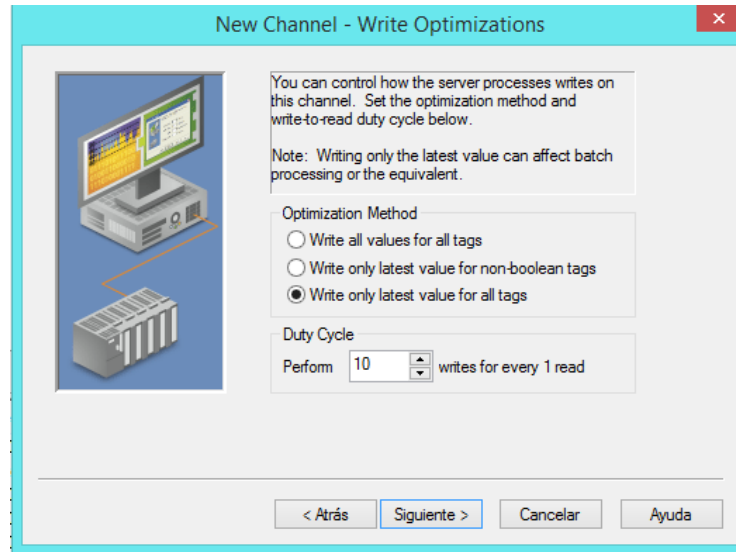 New Channel - Write Optimizations
You can control how the server processes writes on
this channel. Set the optimization method and
write-to-read duty cycle below.
Note: Writing only the latest value can affect batch
processing or the equivalent.
Optimization Method
Write all values for all tags
Write only latest value for non-boolean tags
Write only latest value for all tags
Duty Cycle
Perform 10 writes for every 1 read
< Atrás Siguiente > Cancelar Ayuda